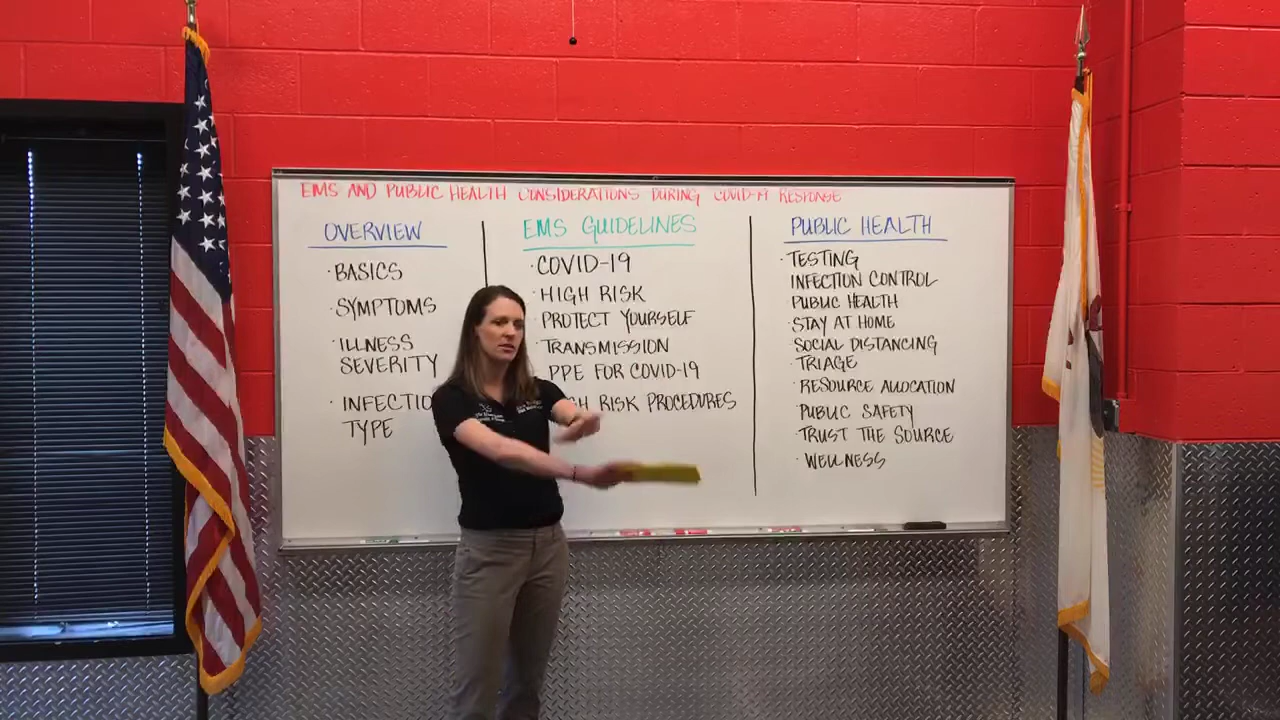 EMS AND PUBLIC HEALTH CONSIDERATIONS DURING COVID-19 RESPONSE
OVERVIEW
· BASICS
· SYMPTOMS
· ILLNESS
SEVERITY
· INFECTIO
TYPE
EMS GUIDELINES
· COVID-19
· HIGH RISK
· PROTECT YOURSELF
· TRANSMISSION
PPE FOR COVID-19
GH RISK PROCEDURES
PUBLIC HEALTH
· TESTING
INFECTION CONTROL
· PUBLIC HEALTH
· STAY AT HOME
· SOCIAL DISTANCING
· TRIAGE
· RESOURCE ALLOCATION
· PUBLIC SAFETY
· TRUST THE SOURCE
· WELLNESS